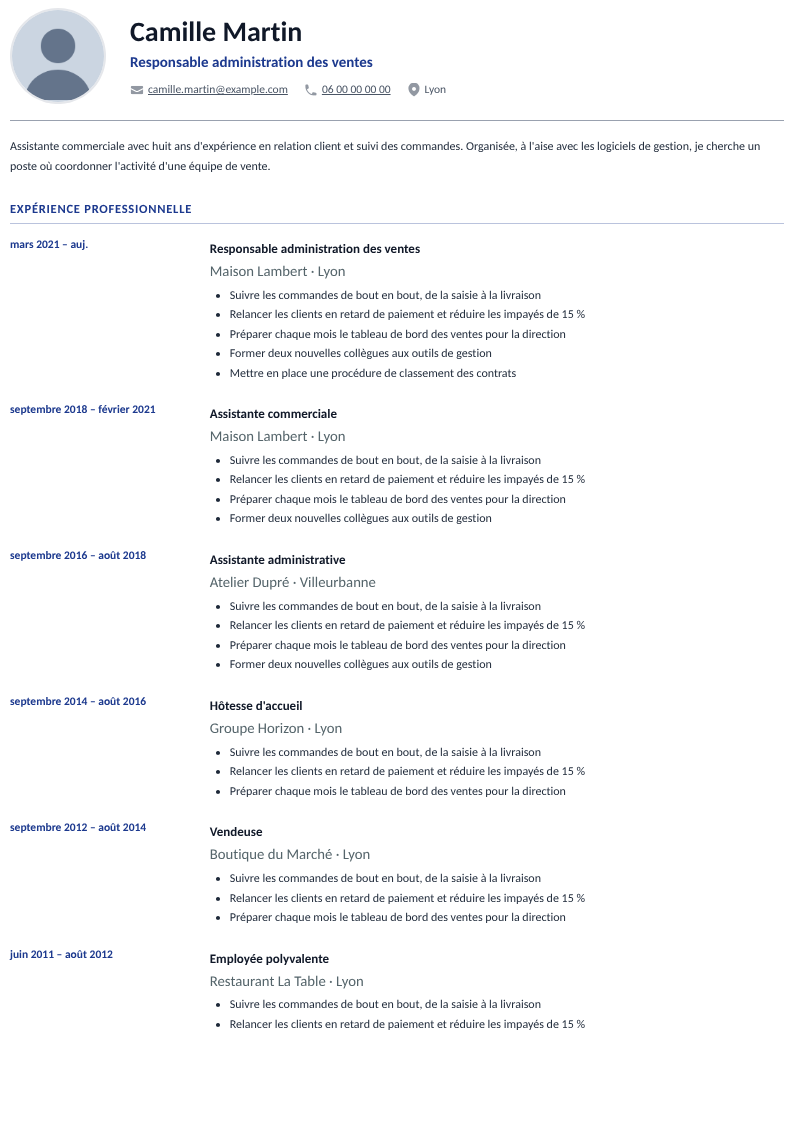 Camille Martin
Responsable administration des ventes
camille.martin@example.com 06 00 00 00 00 Lyon
Assistante commerciale avec huit ans d'expérience en relation client et suivi des commandes. Organisée, à l'aise avec les logiciels de gestion, je cherche un
poste où coordonner l'activité d'une équipe de vente.
EXPÉRIENCE PROFESSIONNELLE
mars 2021 – auj.
Responsable administration des ventes
Maison Lambert · Lyon
• Suivre les commandes de bout en bout, de la saisie à la livraison
• Relancer les clients en retard de paiement et réduire les impayés de 15 %
• Préparer chaque mois le tableau de bord des ventes pour la direction
• Former deux nouvelles collègues aux outils de gestion
• Mettre en place une procédure de classement des contrats
septembre 2018 – février 2021
Assistante commerciale
Maison Lambert · Lyon
• Suivre les commandes de bout en bout, de la saisie à la livraison
• Relancer les clients en retard de paiement et réduire les impayés de 15 %
• Préparer chaque mois le tableau de bord des ventes pour la direction
• Former deux nouvelles collègues aux outils de gestion
septembre 2016 – août 2018
Assistante administrative
Atelier Dupré · Villeurbanne
• Suivre les commandes de bout en bout, de la saisie à la livraison
• Relancer les clients en retard de paiement et réduire les impayés de 15 %
• Préparer chaque mois le tableau de bord des ventes pour la direction
• Former deux nouvelles collègues aux outils de gestion
septembre 2014 – août 2016
Hôtesse d'accueil
Groupe Horizon · Lyon
• Suivre les commandes de bout en bout, de la saisie à la livraison
• Relancer les clients en retard de paiement et réduire les impayés de 15 %
• Préparer chaque mois le tableau de bord des ventes pour la direction
septembre 2012 – août 2014
Vendeuse
Boutique du Marché · Lyon
• Suivre les commandes de bout en bout, de la saisie à la livraison
• Relancer les clients en retard de paiement et réduire les impayés de 15 %
• Préparer chaque mois le tableau de bord des ventes pour la direction
juin 2011 – août 2012
Employée polyvalente
Restaurant La Table · Lyon
• Suivre les commandes de bout en bout, de la saisie à la livraison
• Relancer les clients en retard de paiement et réduire les impayés de 15 %